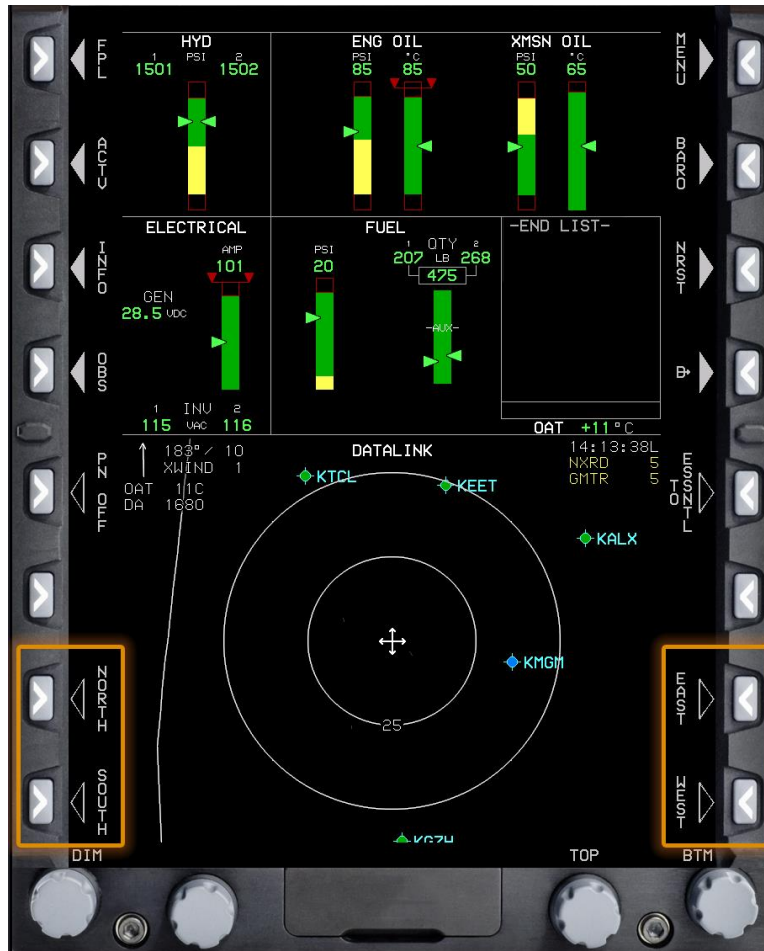 FPL
ACTV
INFO
OBS
PN OFF
NORTH
SOUTH
MENU
BARO
NRST
ESSNTL
TO
EAST
WEST
HYD
1 PSI 2
1501 1502
ENG OIL
PSI °C
85 85
XMSN OIL
PSI °C
50 65
ELECTRICAL
AMP
101
GEN
28.5 VDC
1 INV 2
115 VAC 116
FUEL
PSI
20
1 QTY 2
207 LB 268
475
-AUX-
-END LIST-
OAT +11°C
183°/ 10
XWIND 1
OAT 11C
DA 1680
DATALINK
14:13:38L
NXRD 5
GMTR 5
KTCL
KEET
KALX
KMGM
25
KGZH
DIM TOP BTM